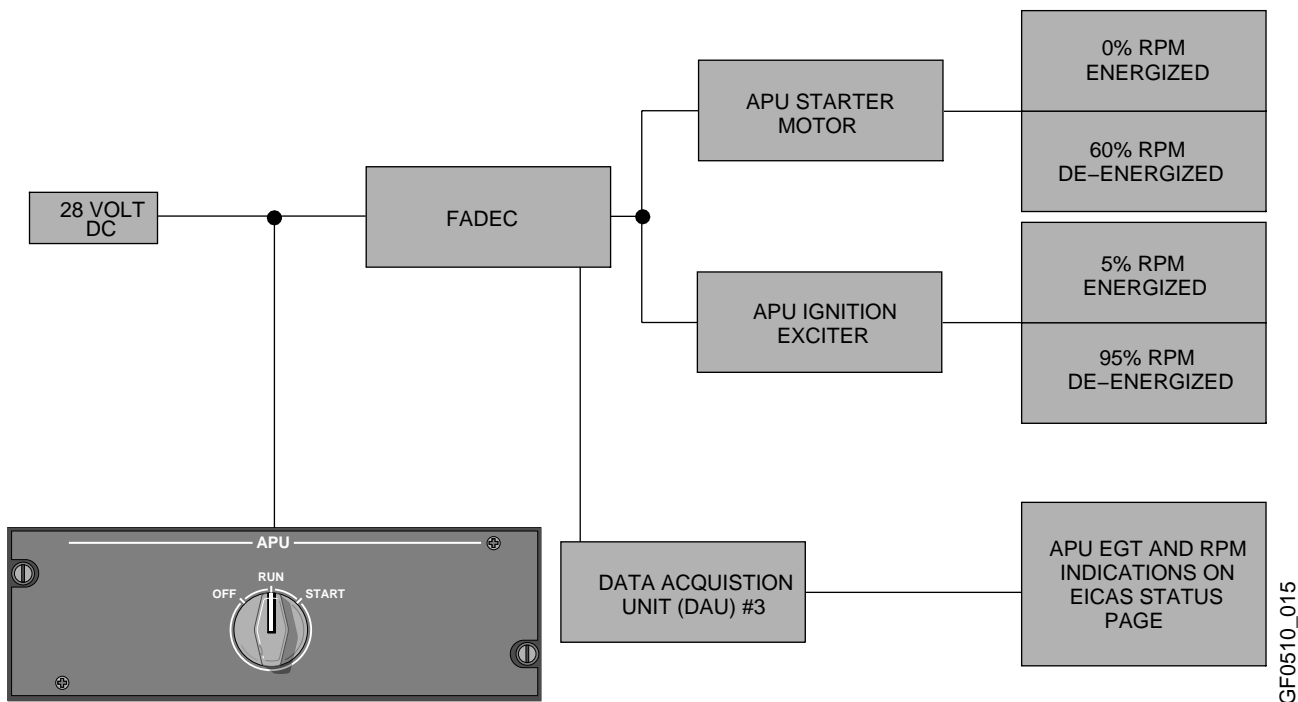 0% RPM
ENERGIZED
APU STARTER
MOTOR
60% RPM
DE−ENERGIZED
28 VOLT
DC
FADEC
5% RPM
ENERGIZED
APU IGNITION
EXCITER
95% RPM
DE−ENERGIZED
APU
RUN
OFF
START
DATA ACQUISTION
UNIT (DAU) #3
APU EGT AND RPM
INDICATIONS ON
EICAS STATUS
PAGE
GF0510_015